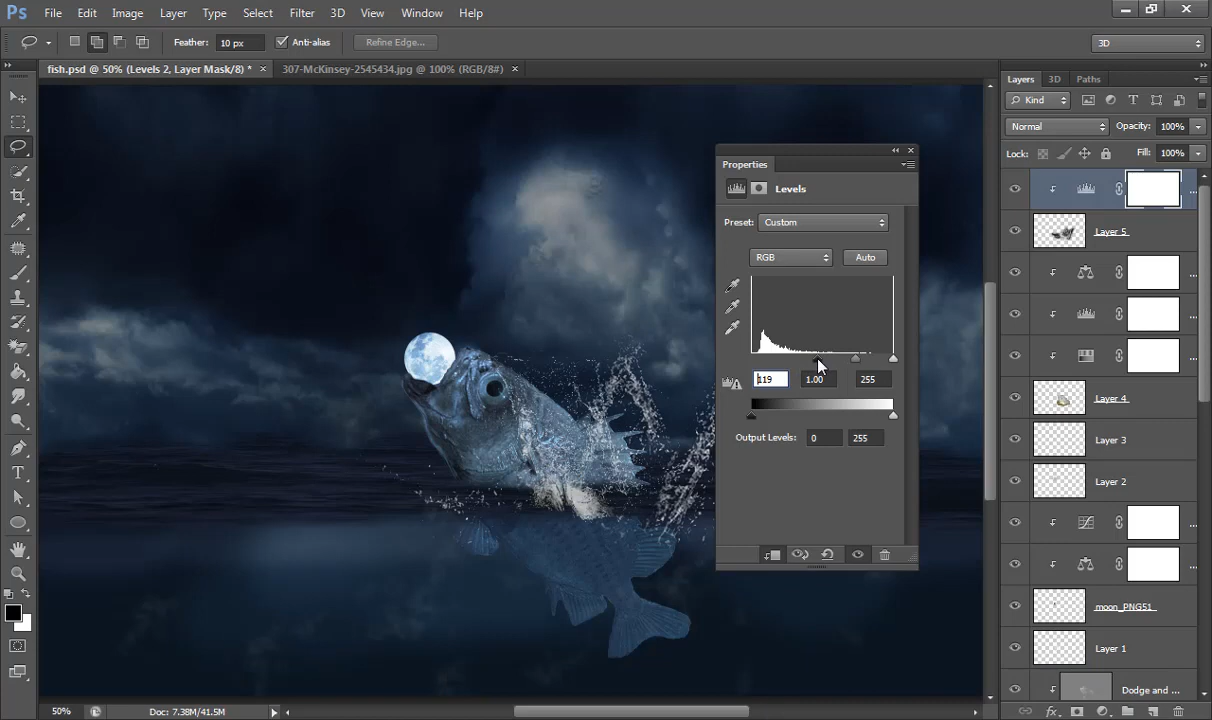 Ps File Edit Image Layer Type Select Filter 3D View Window Help
Feather: 10 px Anti-alias Refine Edge... 3D
fish.psd @ 50% (Levels 2, Layer Mask/8) * × 307-McKinsey-2545434.jpg @ 100% (RGB/8#) ×
Layers 3D Paths
Kind
Normal Opacity: 100%
Lock: Fill: 100%
Properties
Levels
Preset: Custom
RGB Auto
119 1.00 255
Output Levels: 0 255
...
Layer 5
...
...
...
Layer 4
Layer 3
Layer 2
...
...
moon_PNG51
Layer 1
Dodge and ...
50% Doc: 7.38M/41.5M